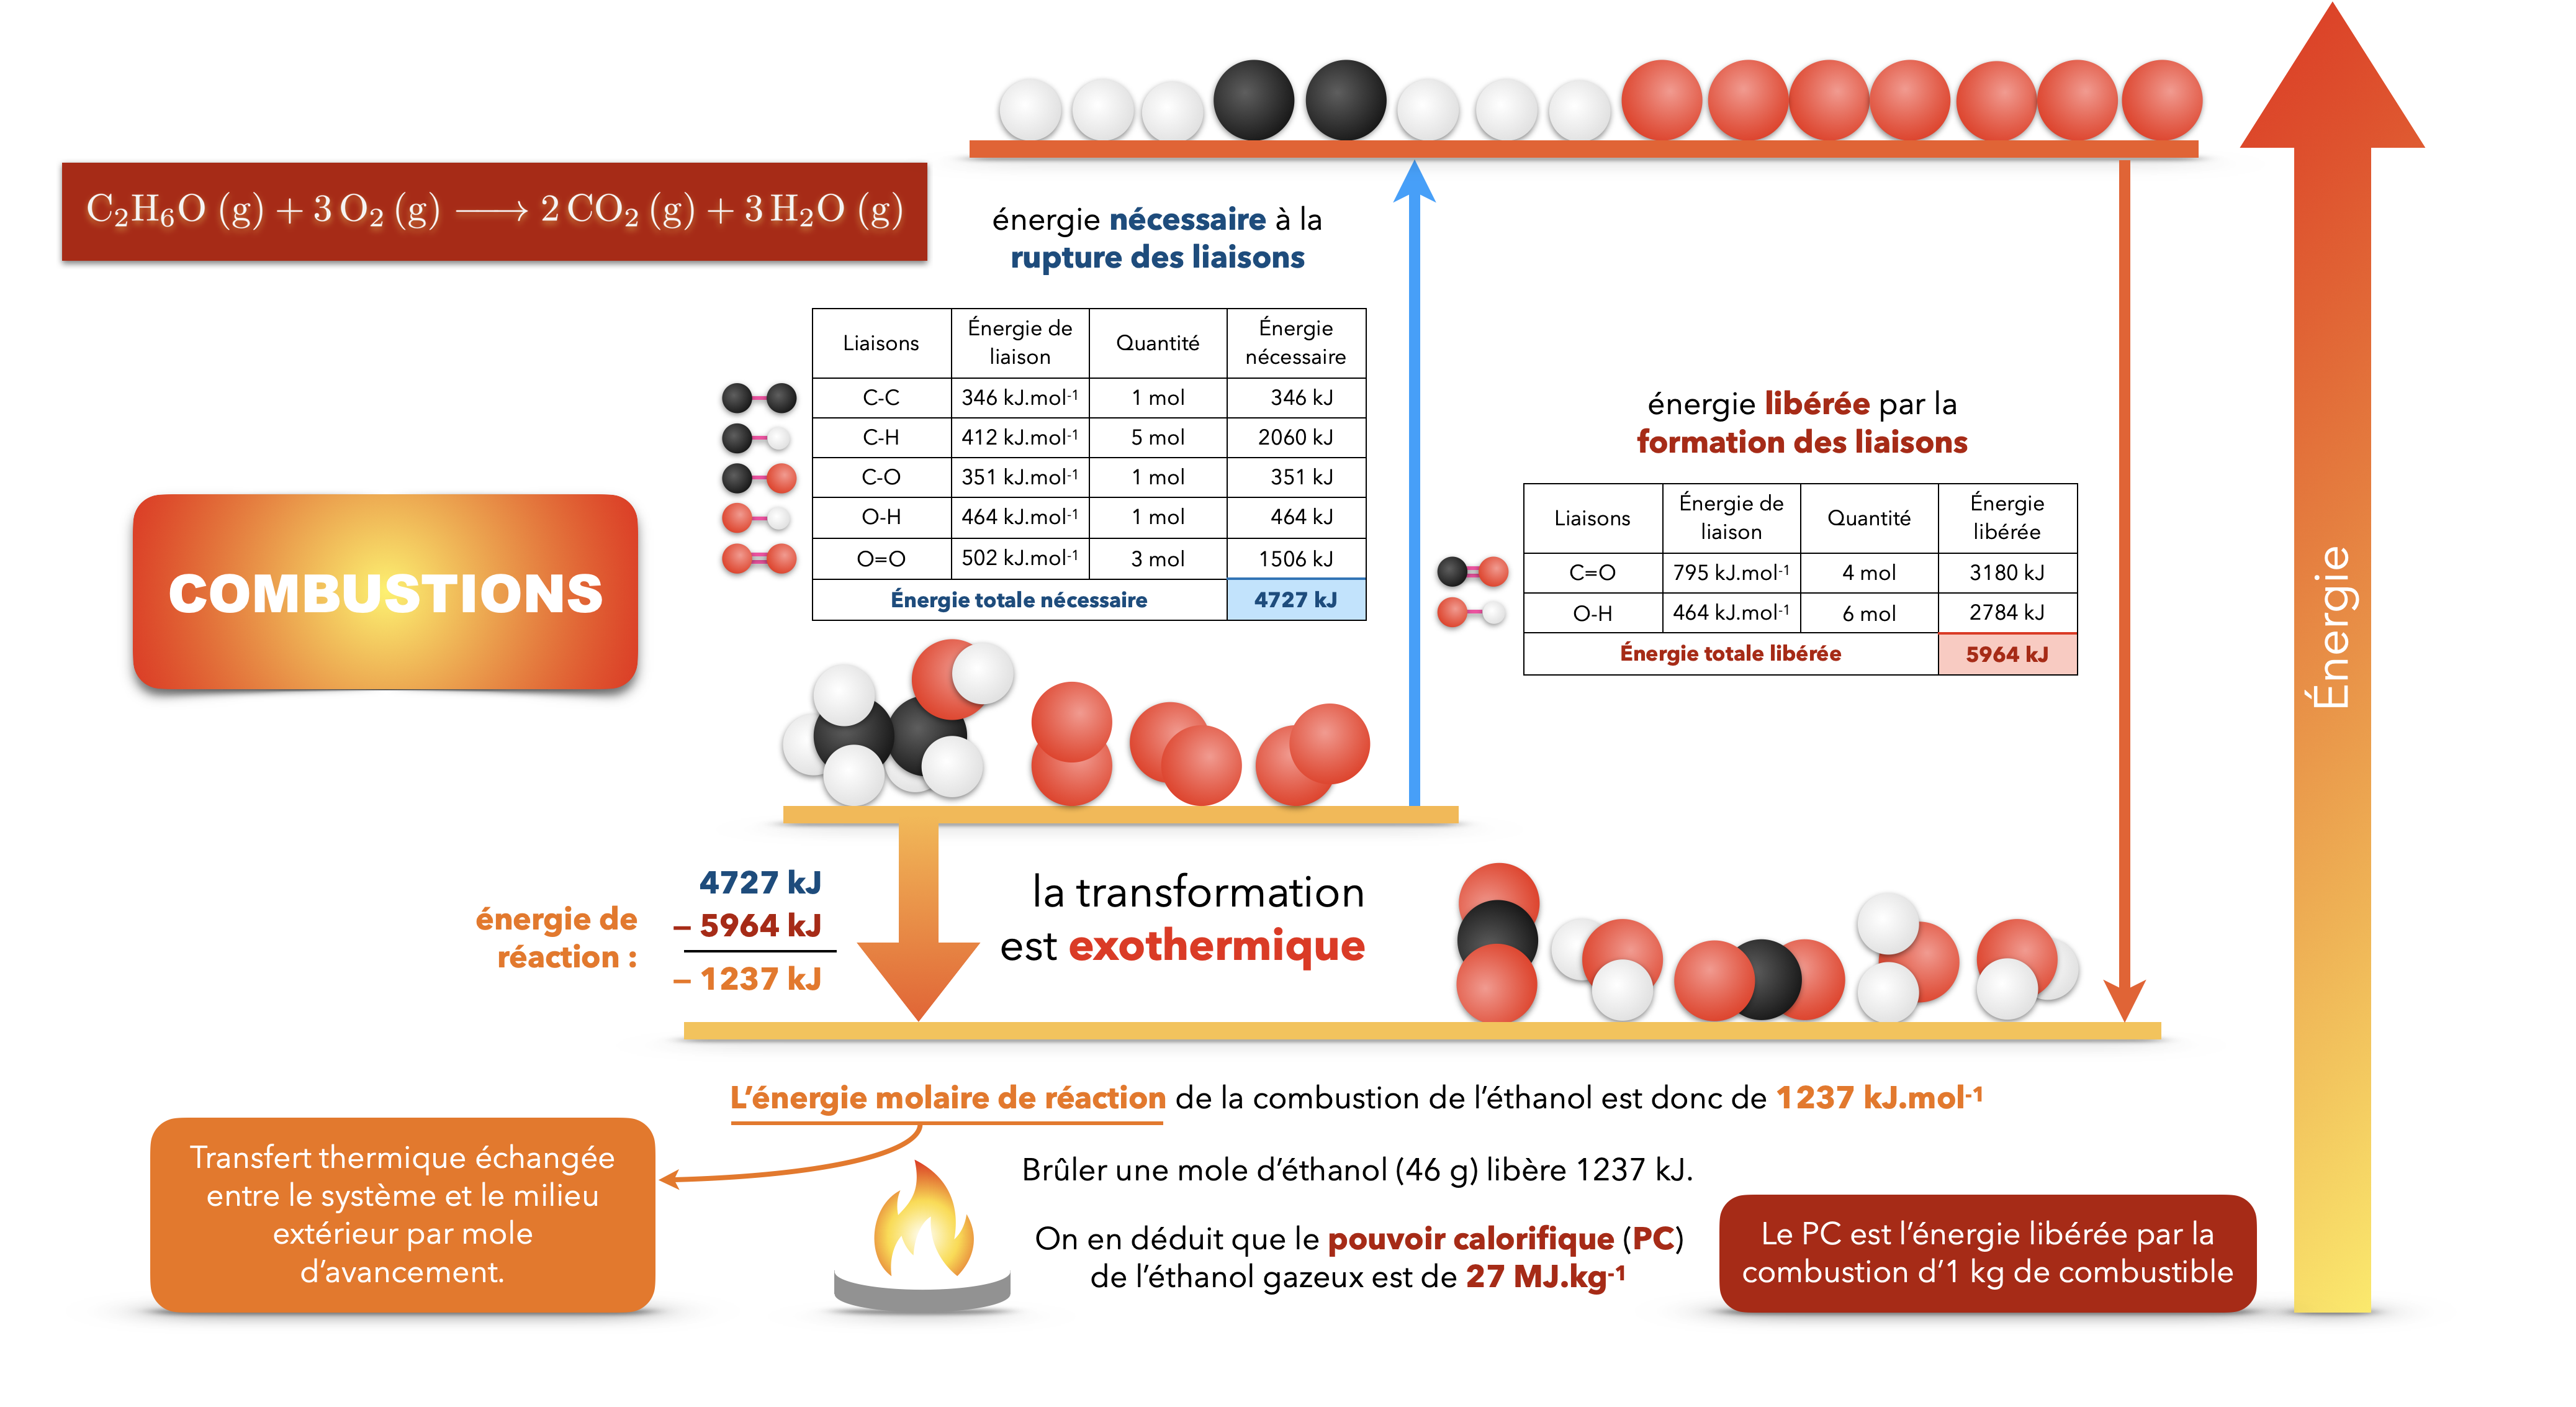 C₂H₆O (g) + 3 O₂ (g) ⟶ 2 CO₂ (g) + 3 H₂O (g)
énergie nécessaire à la
rupture des liaisons
Liaisons | Énergie de liaison | Quantité | Énergie nécessaire
C-C | 346 kJ.mol⁻¹ | 1 mol | 346 kJ
C-H | 412 kJ.mol⁻¹ | 5 mol | 2060 kJ
C-O | 351 kJ.mol⁻¹ | 1 mol | 351 kJ
O-H | 464 kJ.mol⁻¹ | 1 mol | 464 kJ
O=O | 502 kJ.mol⁻¹ | 3 mol | 1506 kJ
Énergie totale nécessaire | 4727 kJ
énergie libérée par la
formation des liaisons
Liaisons | Énergie de liaison | Quantité | Énergie libérée
C=O | 795 kJ.mol⁻¹ | 4 mol | 3180 kJ
O-H | 464 kJ.mol⁻¹ | 6 mol | 2784 kJ
Énergie totale libérée | 5964 kJ
Énergie
COMBUSTIONS
énergie de
réaction :
4727 kJ
– 5964 kJ
– 1237 kJ
la transformation
est exothermique
L’énergie molaire de réaction de la combustion de l’éthanol est donc de 1237 kJ.mol⁻¹
Transfert thermique échangée
entre le système et le milieu
extérieur par mole
d’avancement.
Brûler une mole d’éthanol (46 g) libère 1237 kJ.
On en déduit que le pouvoir calorifique (PC)
de l’éthanol gazeux est de 27 MJ.kg⁻¹
Le PC est l’énergie libérée par la
combustion d’1 kg de combustible